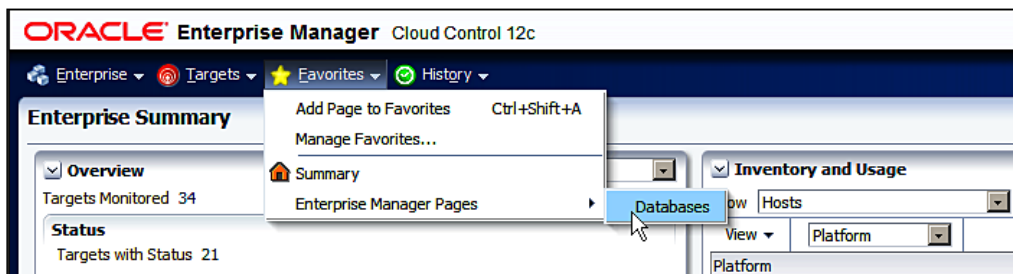 ORACLE Enterprise Manager Cloud Control 12c
Enterprise Targets Favorites History
Enterprise Summary
Add Page to Favorites Ctrl+Shift+A
Manage Favorites...
Summary
Enterprise Manager Pages
Databases
Overview
Targets Monitored 34
Status
Targets with Status 21
Inventory and Usage
ow Hosts
View Platform
Platform